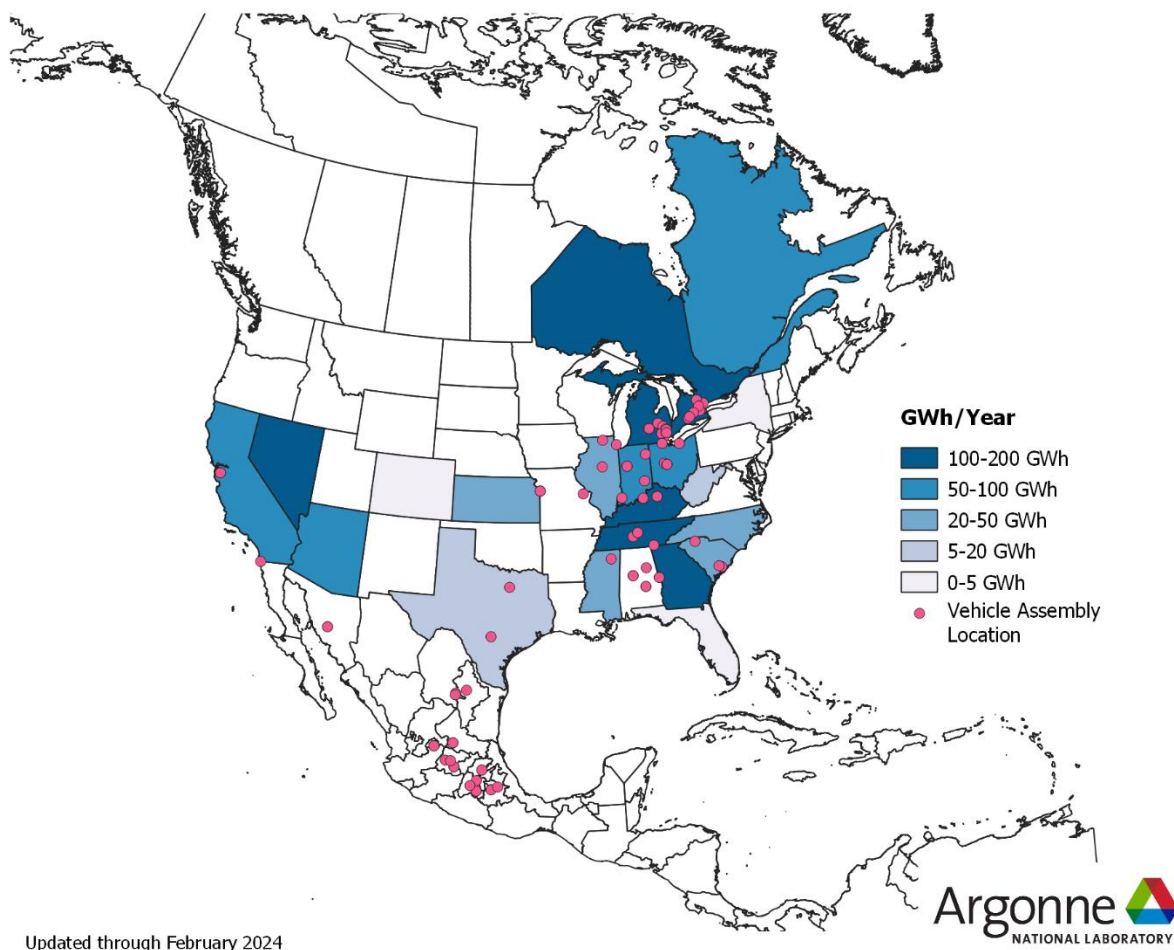 GWh/Year
100-200 GWh
50-100 GWh
20-50 GWh
5-20 GWh
0-5 GWh
Vehicle Assembly
Location
Argonne
NATIONAL LABORATORY
Updated through February 2024